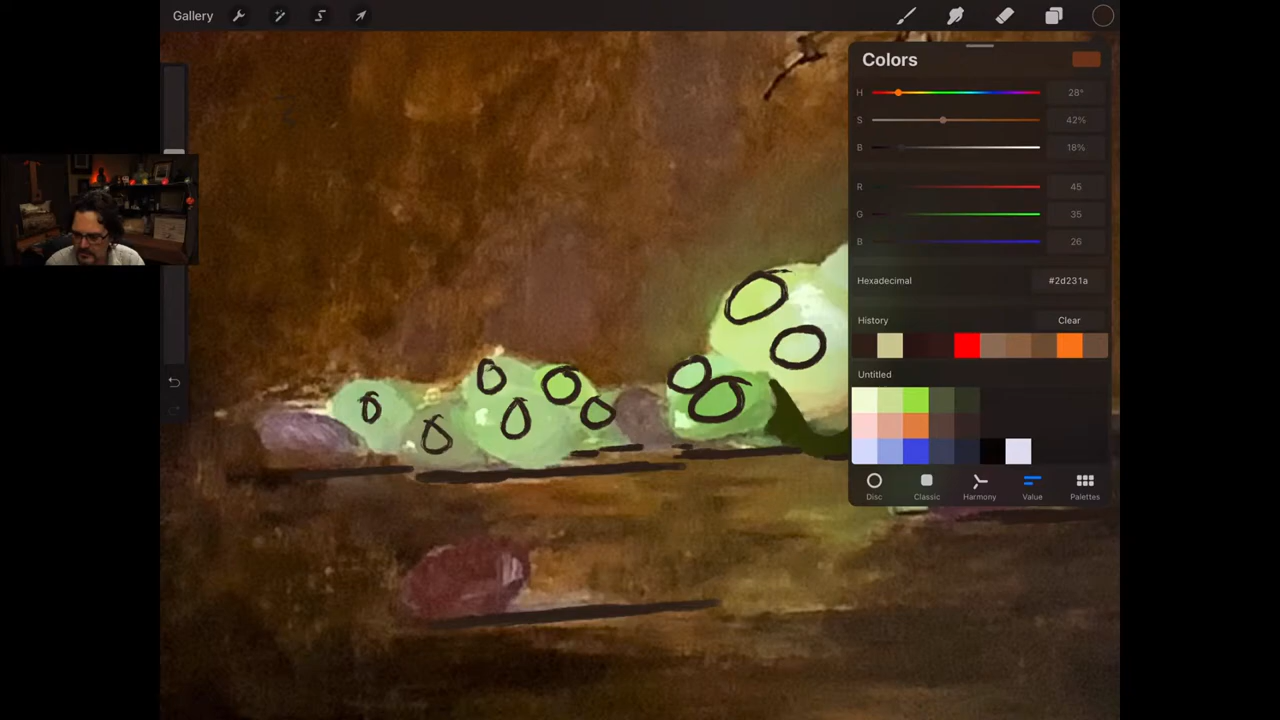 Gallery
Colors
H 28°
S 42%
B 18%
R 45
G 35
B 26
Hexadecimal #2d231a
History Clear
Untitled
Disc Classic Harmony Value Palettes